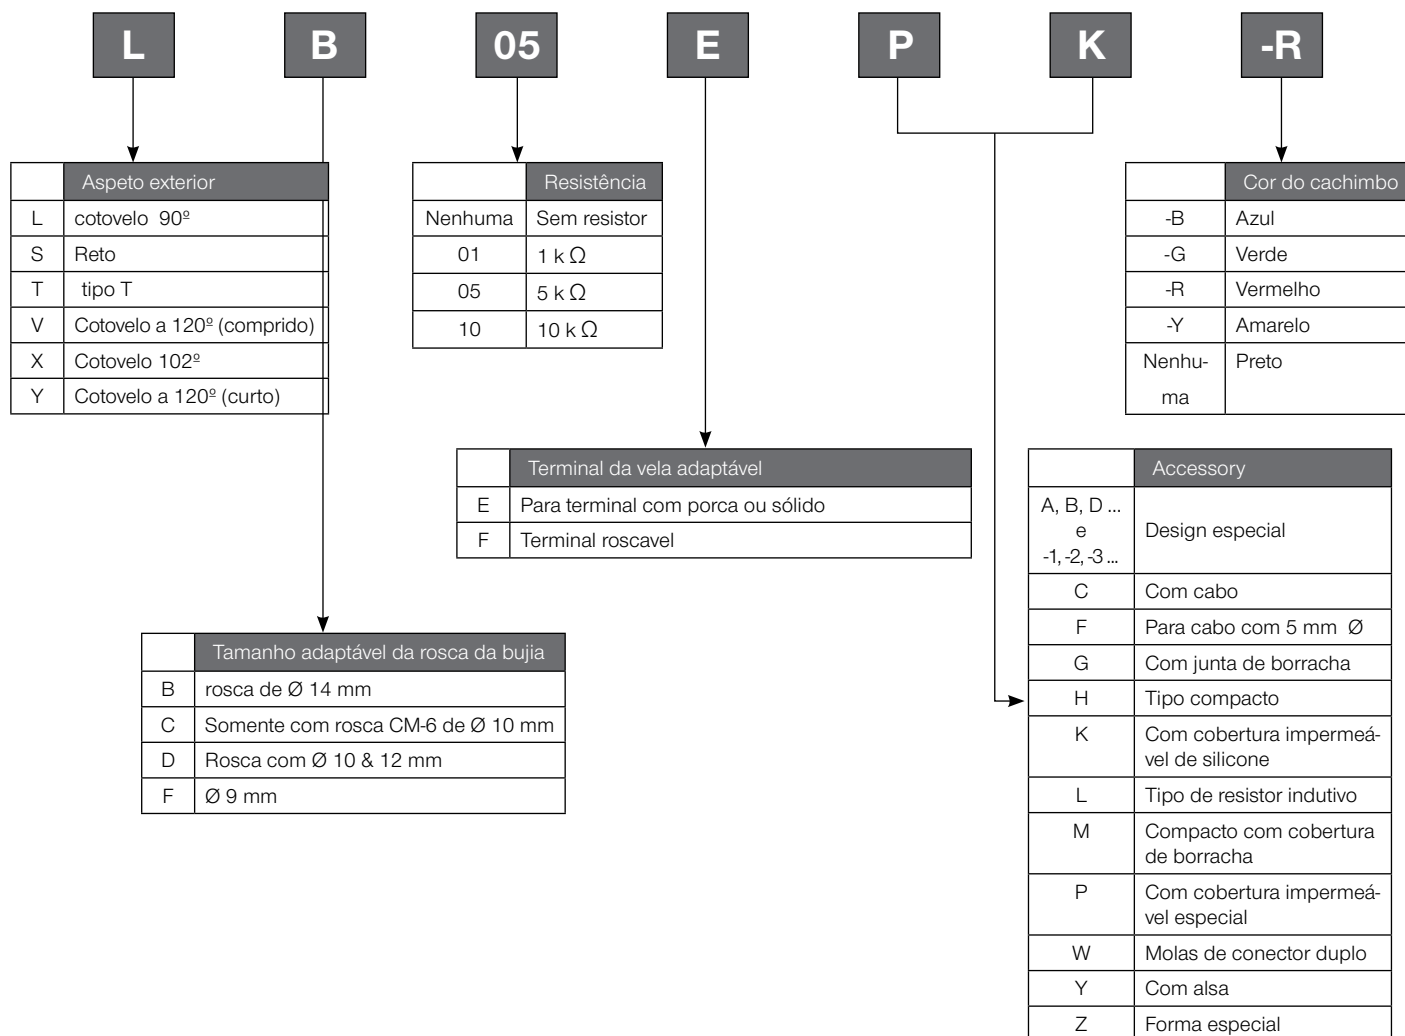 L B 05 E P K -R
Aspeto exterior
L cotovelo 90º
S Reto
T tipo T
V Cotovelo a 120º (comprido)
X Cotovelo 102º
Y Cotovelo a 120º (curto)
Resistência
Nenhuma Sem resistor
01 1 k Ω
05 5 k Ω
10 10 k Ω
Cor do cachimbo
-B Azul
-G Verde
-R Vermelho
-Y Amarelo
Nenhu- Preto
ma
Terminal da vela adaptável
E Para terminal com porca ou sólido
F Terminal roscavel
Tamanho adaptável da rosca da bujia
B rosca de Ø 14 mm
C Somente com rosca CM-6 de Ø 10 mm
D Rosca com Ø 10 & 12 mm
F Ø 9 mm
Accessory
A, B, D ...
e Design especial
-1, -2, -3 ...
C Com cabo
F Para cabo com 5 mm Ø
G Com junta de borracha
H Tipo compacto
K Com cobertura impermeá-
vel de silicone
L Tipo de resistor indutivo
M Compacto com cobertura
de borracha
P Com cobertura impermeá-
vel especial
W Molas de conector duplo
Y Com alsa
Z Forma especial